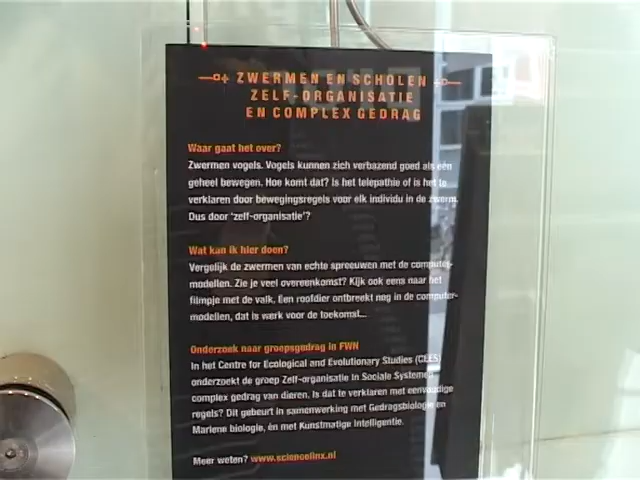 ZWERMEN EN SCHOLEN
ZELF-ORGANISATIE
EN COMPLEX GEDRAG
Waar gaat het over?
Zwermen vogels. Vogels kunnen zich verbazend goed als één
geheel bewegen. Hoe komt dat? Is het telepathie of is het te
verklaren door bewegingsregels voor elk individu in de zwerm.
Dus door 'zelf-organisatie'?
Wat kan ik hier doen?
Vergelijk de zwermen van echte spreeuwen met de computer-
modellen. Zie je veel overeenkomst? Kijk ook eens naar het
filmpje met de valk. Een roofdier ontbreekt nog in de computer-
modellen, dat is werk voor de toekomst...
Onderzoek naar groepsgedrag in FWN
In het Centre for Ecological and Evolutionary Studies (CEES)
onderzoekt de groep Zelf-organisatie in Sociale Systemen
complex gedrag van dieren. Is dat te verklaren met eenvoudige
regels? Dit gebeurt in samenwerking met Gedragsbiologie en
Mariene biologie, én met Kunstmatige Intelligentie.
Meer weten? www.sciencelinx.nl